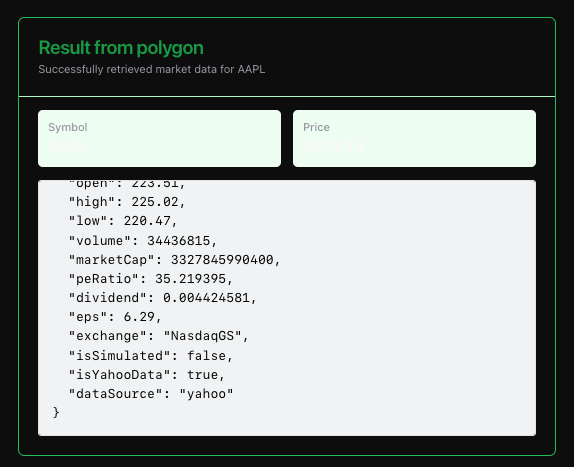 Result from polygon
Successfully retrieved market data for AAPL
Symbol
Price
"open": 223.51,
"high": 225.02,
"low": 220.47,
"volume": 34436815,
"marketCap": 3327845990400,
"peRatio": 35.219395,
"dividend": 0.004424581,
"eps": 6.29,
"exchange": "NasdaqGS",
"isSimulated": false,
"isYahooData": true,
"dataSource": "yahoo"
}